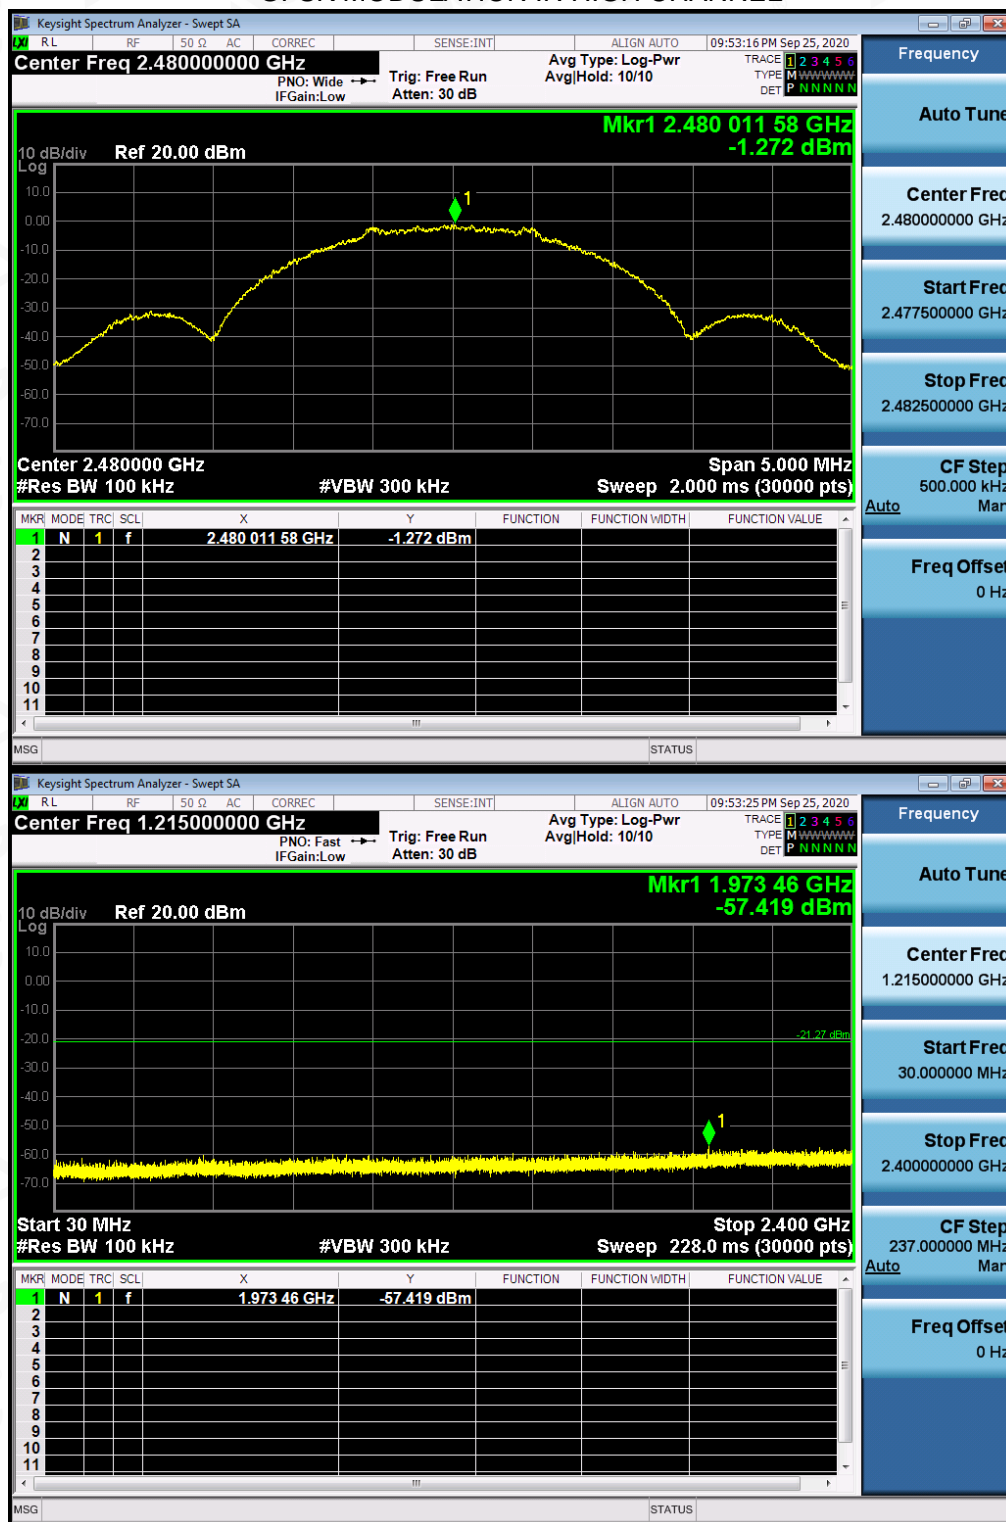 Keysight Spectrum Analyzer - Swept SA
LXI RL RF 50 Ω AC CORREC SENSE:INT ALIGN AUTO 09:53:16 PM Sep 25, 2020
Center Freq 2.480000000 GHz
PNO: Wide
IFGain:Low
Trig: Free Run
Atten: 30 dB
Avg Type: Log-Pwr
Avg|Hold: 10/10
TRACE 1 2 3 4 5 6
TYPE M WWWWW
DET P N N N N N
Mkr1 2.480 011 58 GHz
-1.272 dBm
10 dB/div Ref 20.00 dBm
Log
10.0
0.00
-10.0
-20.0
-30.0
-40.0
-50.0
-60.0
-70.0
1
Center 2.480000 GHz Span 5.000 MHz
#Res BW 100 kHz #VBW 300 kHz Sweep 2.000 ms (30000 pts)
MKR MODE TRC SCL X Y FUNCTION FUNCTION WIDTH FUNCTION VALUE
1 N 1 f 2.480 011 58 GHz -1.272 dBm
2
3
4
5
6
7
8
9
10
11
MSG STATUS
Frequency
Auto Tune
Center Freq
2.480000000 GHz
Start Freq
2.477500000 GHz
Stop Freq
2.482500000 GHz
CF Step
500.000 kHz
Auto Man
Freq Offset
0 Hz
Keysight Spectrum Analyzer - Swept SA
LXI RL RF 50 Ω AC CORREC SENSE:INT ALIGN AUTO 09:53:25 PM Sep 25, 2020
Center Freq 1.215000000 GHz
PNO: Fast
IFGain:Low
Trig: Free Run
Atten: 30 dB
Avg Type: Log-Pwr
Avg|Hold: 10/10
TRACE 1 2 3 4 5 6
TYPE M WWWWW
DET P N N N N N
Mkr1 1.973 46 GHz
-57.419 dBm
10 dB/div Ref 20.00 dBm
Log
10.0
0.00
-10.0
-20.0
-30.0
-40.0
-50.0
-60.0
-70.0
-21.27 dBm
1
Start 30 MHz Stop 2.400 GHz
#Res BW 100 kHz #VBW 300 kHz Sweep 228.0 ms (30000 pts)
MKR MODE TRC SCL X Y FUNCTION FUNCTION WIDTH FUNCTION VALUE
1 N 1 f 1.973 46 GHz -57.419 dBm
2
3
4
5
6
7
8
9
10
11
MSG STATUS
Frequency
Auto Tune
Center Freq
1.215000000 GHz
Start Freq
30.000000 MHz
Stop Freq
2.400000000 GHz
CF Step
237.000000 MHz
Auto Man
Freq Offset
0 Hz